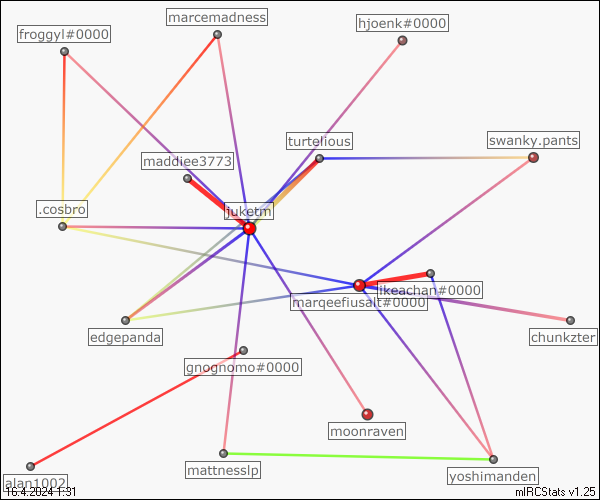 marcemadness
hjoenk#0000
froggyl#0000
turtelious
swanky.pants
maddiee3773
.cosbro
juketm
likeachan#0000
marqeefiusalt#0000
edgepanda
chunkzter
gnognomo#0000
moonraven
mattnesslp
yoshimanden
alan1002
16.4.2024 1:31
mIRCStats v1.25